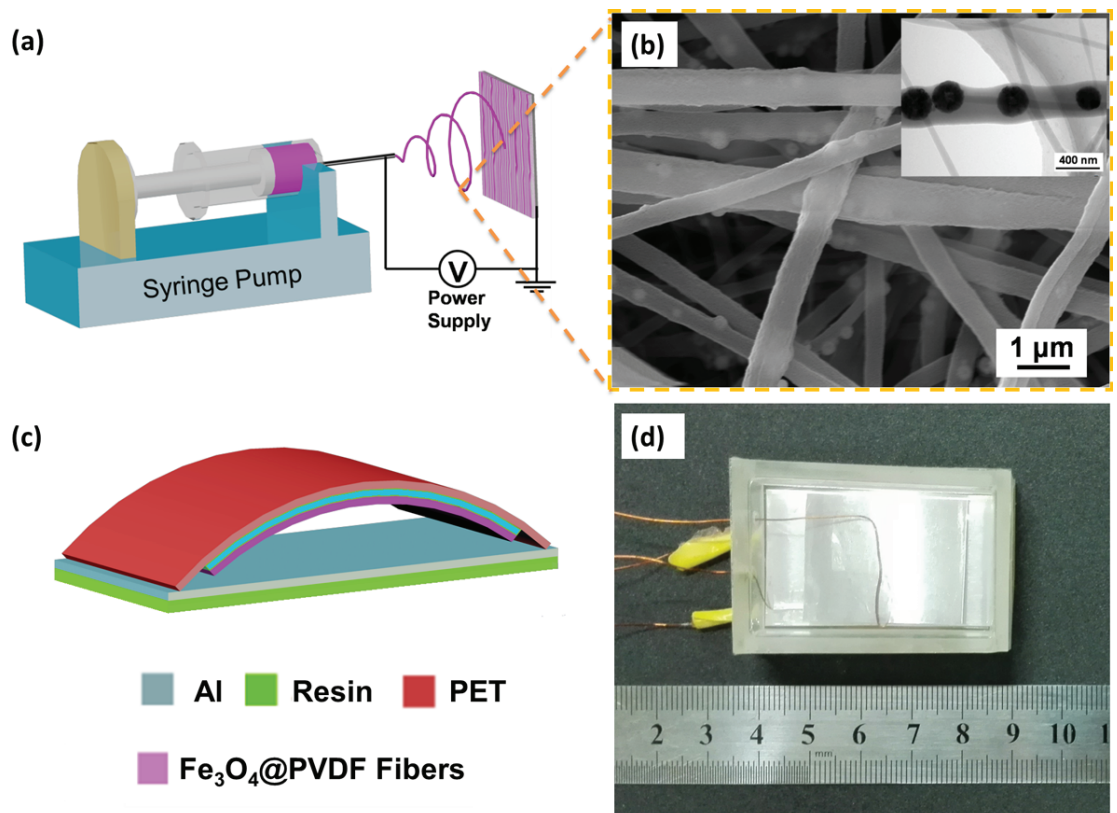 (a)
Syringe Pump
V
Power
Supply
(b)
400 nm
1 μm
(c)
Al
Resin
PET
Fe₃O₄@PVDF Fibers
(d)
2 3 4 5 6 7 8 9 10 1
mm